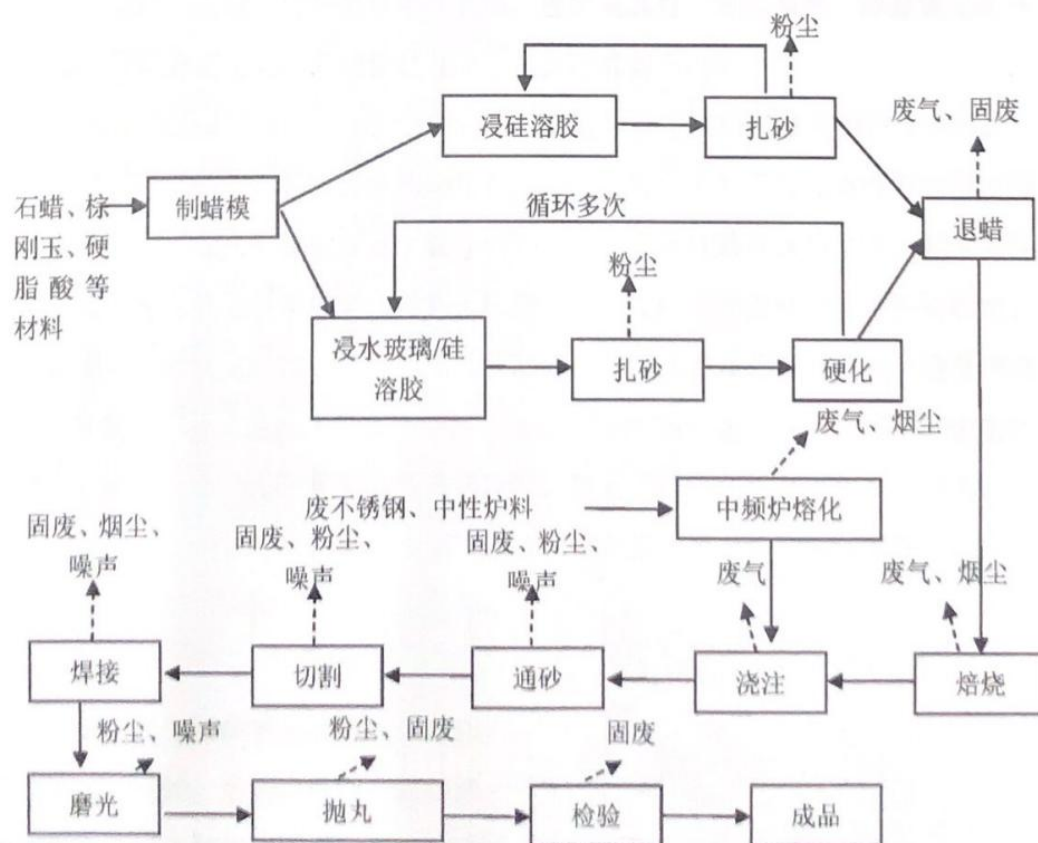 粉尘
浸硅溶胶
扎砂
废气、固废
石蜡、棕
刚玉、硬
脂酸等
材料
制蜡模
循环多次
退蜡
粉尘
浸水玻璃/硅
溶胶
扎砂
硬化
废气、烟尘
废不锈钢、中性炉料
中频炉熔化
固废、烟尘、
噪声
固废、粉尘、
噪声
固废、粉尘、
噪声
废气
废气、烟尘
焊接
切割
通砂
浇注
焙烧
粉尘、噪声
粉尘、固废
固废
磨光
抛丸
检验
成品